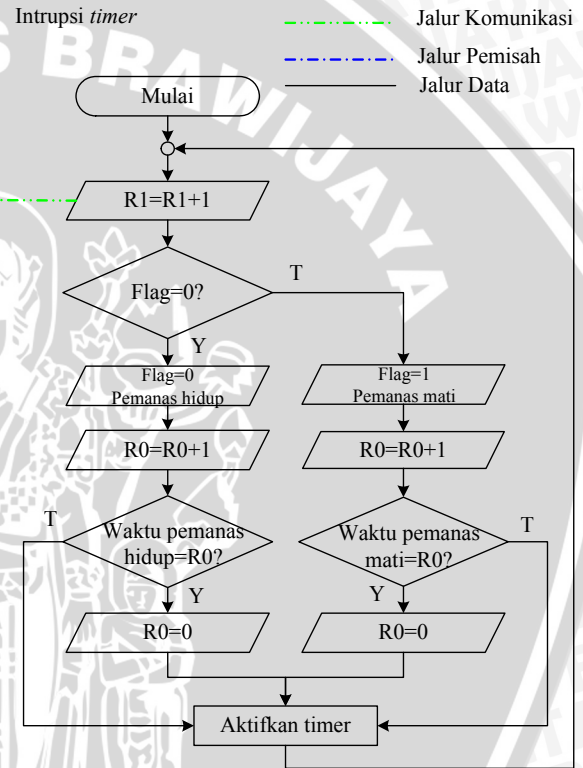 Intrupsi timer
Jalur Komunikasi
Jalur Pemisah
Jalur Data
BRAWIJAYA
Mulai
R1=R1+1
Flag=0?
T
Y
Flag=0
Pemanas hidup
Flag=1
Pemanas mati
R0=R0+1
R0=R0+1
T
Waktu pemanas
hidup=R0?
Waktu pemanas
mati=R0?
T
Y
Y
R0=0
R0=0
Aktifkan timer